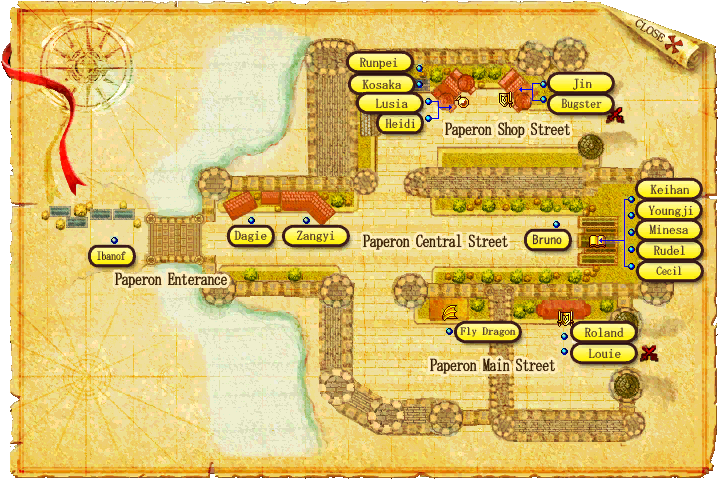 CLOSE
Runpei
Kosaka
Lusia
Heidi
Jin
Bugster
Paperon Shop Street
Keihan
Youngji
Minesa
Rudel
Cecil
Dagie
Zangyi
Paperon Central Street
Bruno
Ibanof
Paperon Enterance
Fly Dragon
Roland
Louie
Paperon Main Street